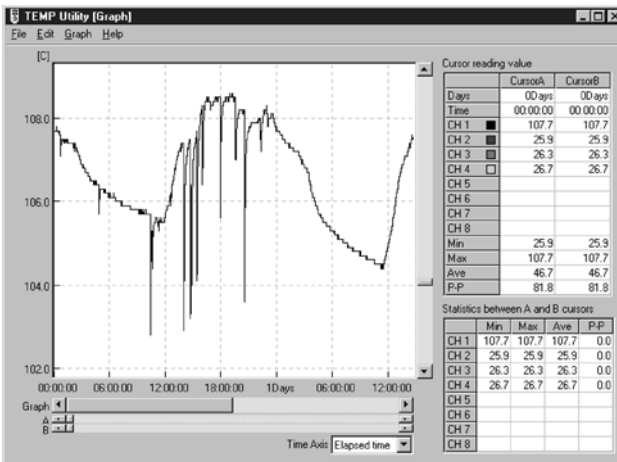 TEMP Utility [Graph]
File Edit Graph Help
[C]
108.0
106.0
104.0
102.0
00:00:00 06:00:00 12:00:00 18:00:00 1Days 06:00:00 12:00:00
Graph
A
B
Time Axis Elapsed time
Cursor reading value
CursorA CursorB
Days 0Days 0Days
Time 00:00:00 00:00:00
CH 1 107.7 107.7
CH 2 25.9 25.9
CH 3 26.3 26.3
CH 4 26.7 26.7
CH 5
CH 6
CH 7
CH 8
Min 25.9 25.9
Max 107.7 107.7
Ave 46.7 46.7
P-P 81.8 81.8
Statistics between A and B cursors
Min Max Ave P-P
CH 1 107.7 107.7 107.7 0.0
CH 2 25.9 25.9 25.9 0.0
CH 3 26.3 26.3 26.3 0.0
CH 4 26.7 26.7 26.7 0.0
CH 5
CH 6
CH 7
CH 8